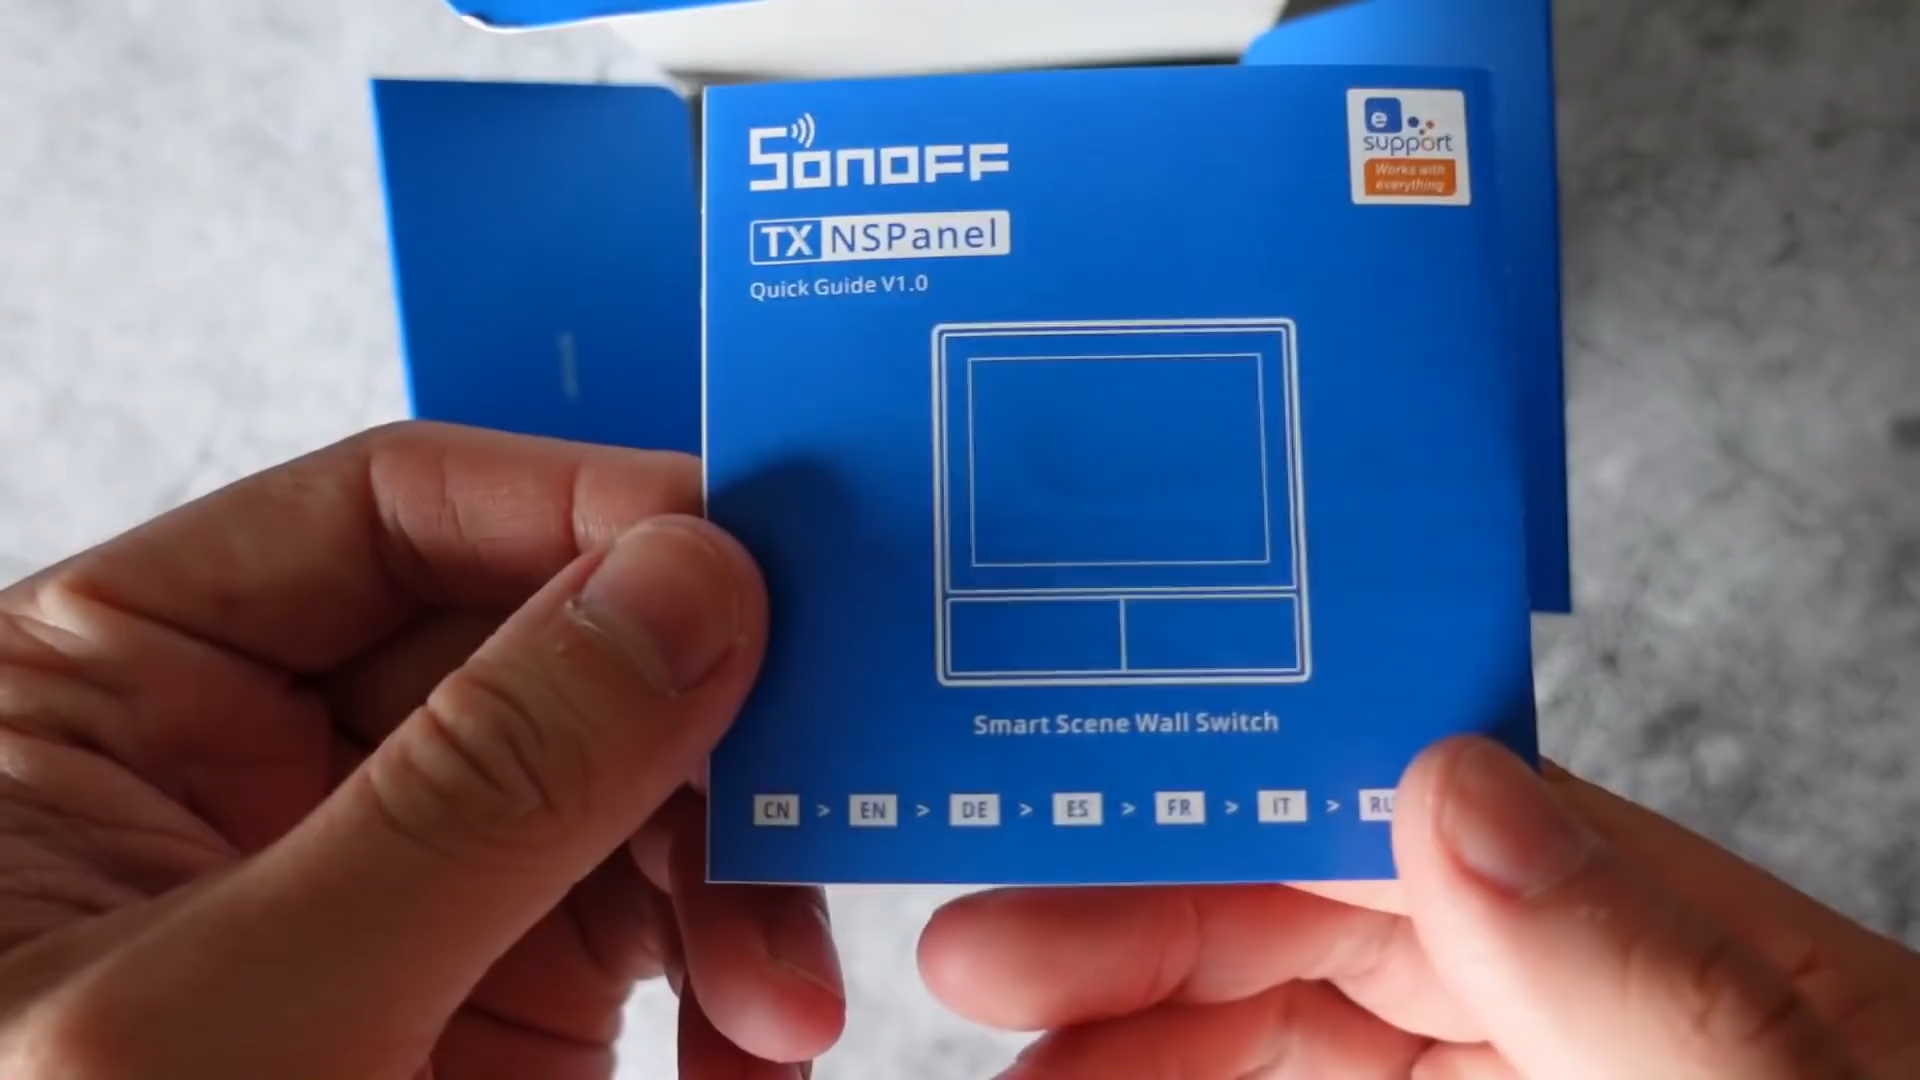 SONOFF
TX NSPanel
Quick Guide V1.0
e
support
Works with
everything
Smart Scene Wall Switch
CN > EN > DE > ES > FR > IT > RU